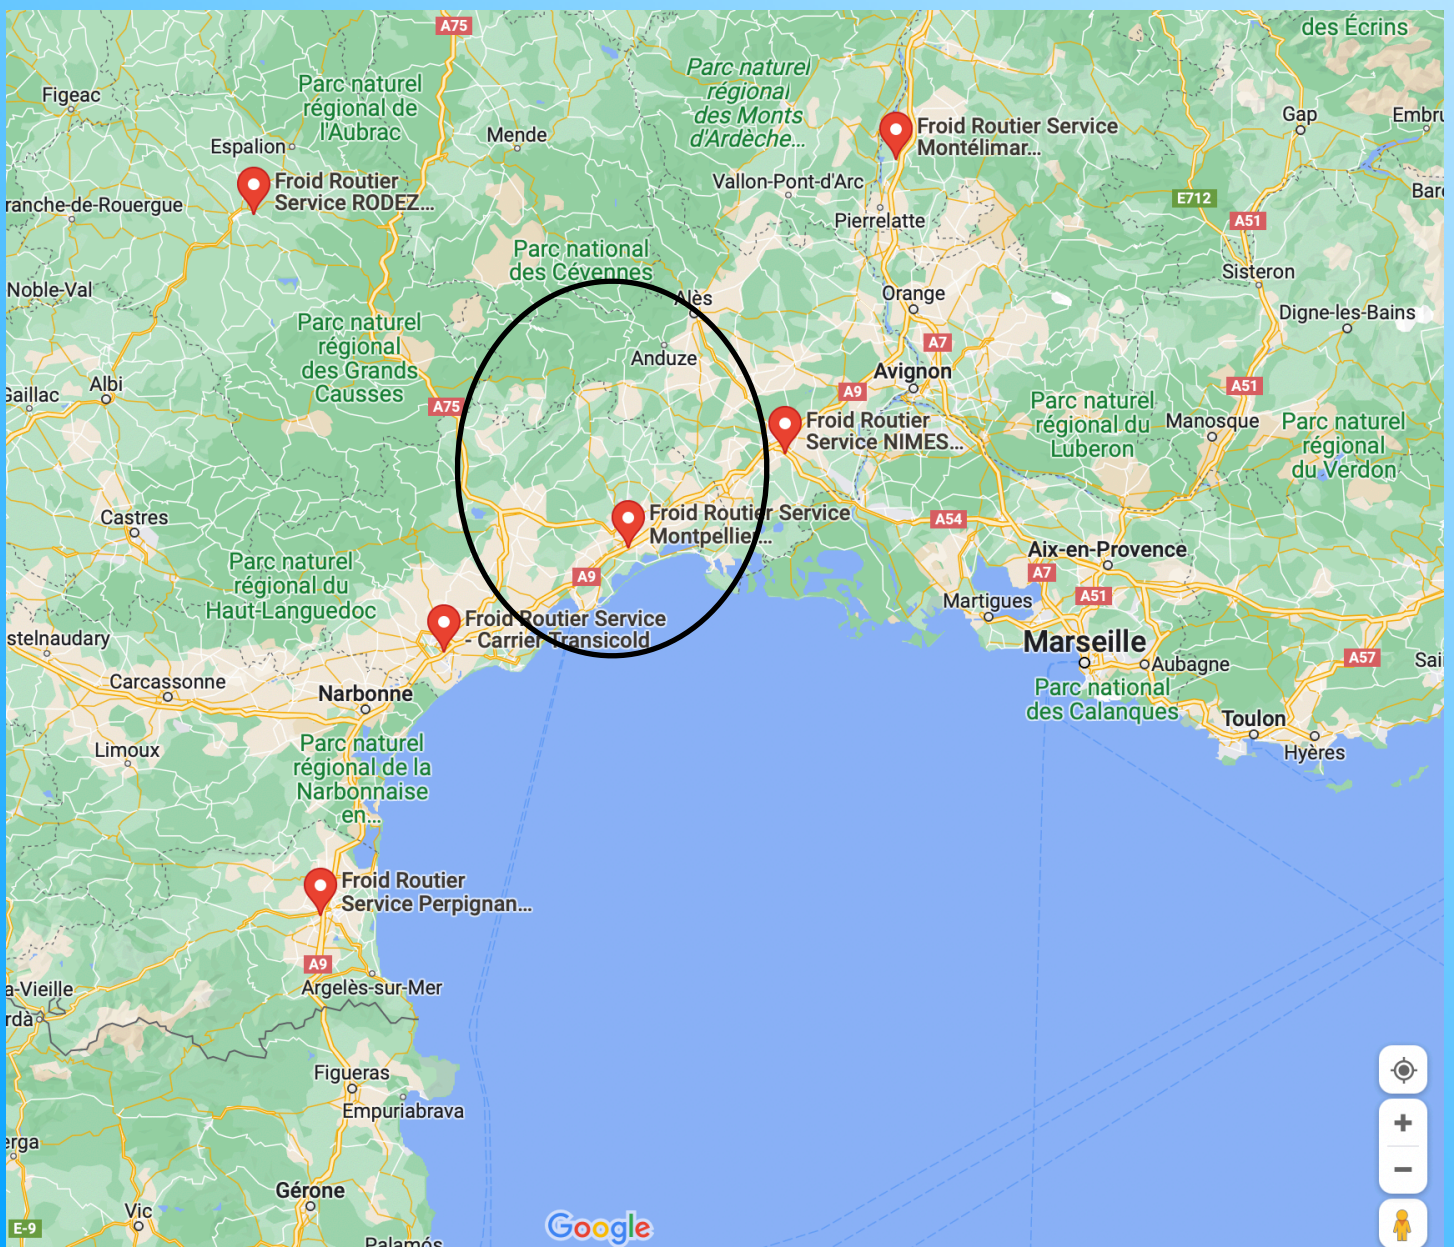 A75
des Écrins
Parc naturel
régional
des Monts
d'Ardèche...
Figeac
Parc naturel
régional de
l'Aubrac
Mende
Gap
Embru
Froid Routier Service
Montélimar...
Espalion
Froid Routier
Service RODEZ...
Vallon-Pont-d'Arc
E712
Bar
ranche-de-Rouergue
Pierrelatte
A51
Parc national
des Cévennes
Sisteron
Noble-Val
Alès
Orange
Digne-les-Bains
Parc naturel
régional
des Grands
Causses
Anduze
A7
Avignon
Albi
Gaillac
A9
A51
A75
Froid Routier
Service NIMES...
Parc naturel
régional du
Luberon
Manosque
Parc naturel
régional
du Verdon
Castres
Froid Routier Service
Montpellier...
A54
Aix-en-Provence
Parc naturel
régional du
Haut-Languedoc
A9
A7
A51
Martigues
Froid Routier Service
- Carrier Transicold
stelnaudary
Marseille
Aubagne
A57
Sai
Carcassonne
Narbonne
Parc national
des Calanques
Toulon
Hyères
Limoux
Parc naturel
régional de la
Narbonnaise
en...
Froid Routier
Service Perpignan...
A9
Argelès-sur-Mer
a-Vieille
rdà
Figueras
Empuriabrava
erga
Gérone
Vic
E-9
Google
Palamós